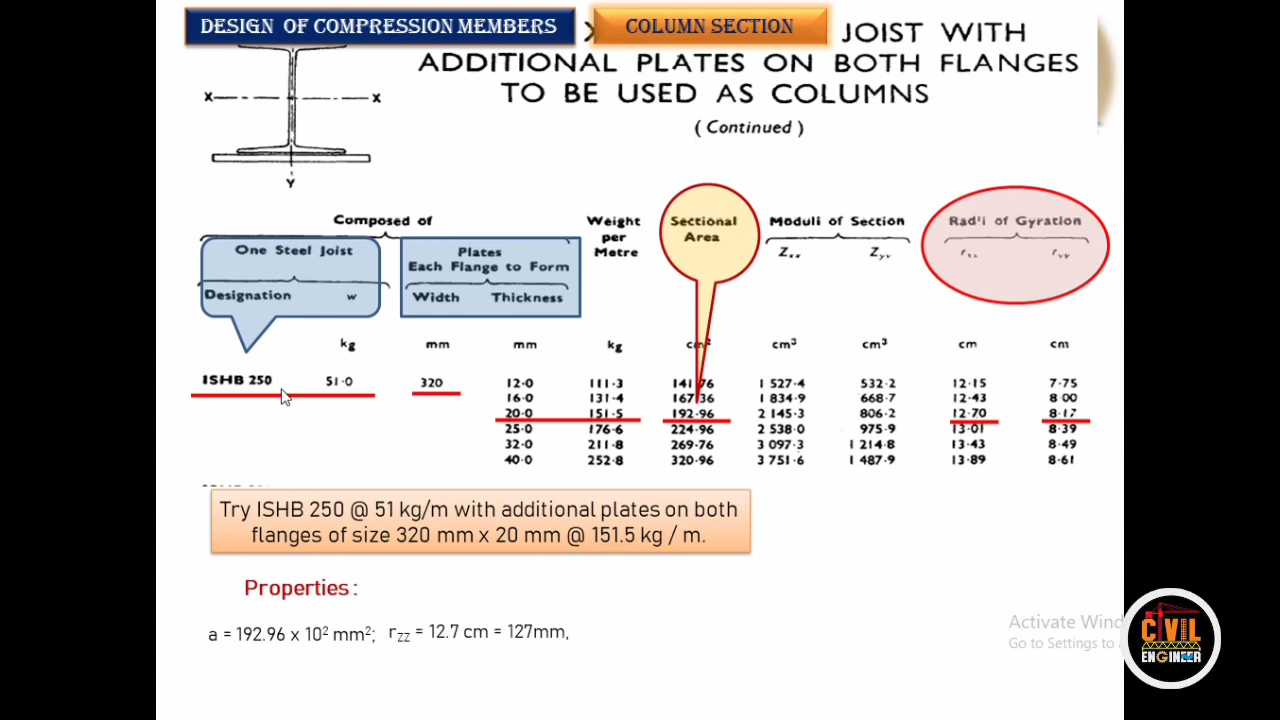 DESIGN OF COMPRESSION MEMBERS
COLUMN SECTION
JOIST WITH
ADDITIONAL PLATES ON BOTH FLANGES
TO BE USED AS COLUMNS
( Continued )
X X
Y
Composed of Weight per Metre Sectional Area Moduli of Section Rad'i of Gyration
One Steel Joist Plates Each Flange to Form Zxx Zyy rxx ryy
Designation w Width Thickness
kg mm mm kg cm² cm³ cm³ cm cm
ISHB 250 51·0 320 12·0 111·3 141·76 1 527·4 532·2 12·15 7·75
16·0 131·4 167·36 1 834·9 668·7 12·43 8·00
20·0 151·5 192·96 2 145·3 806·2 12·70 8·17
25·0 176·6 224·96 2 538·0 975·9 13·01 8·39
32·0 211·8 269·76 3 097·3 1 214·8 13·43 8·49
40·0 252·8 320·96 3 751·6 1 487·9 13·89 8·61
Try ISHB 250 @ 51 kg/m with additional plates on both
flanges of size 320 mm x 20 mm @ 151.5 kg / m.
Properties :
a = 192.96 x 10² mm²; rzz = 12.7 cm = 127mm,
Activate Wind
Go to Settings to
CIVIL
ENGINEER